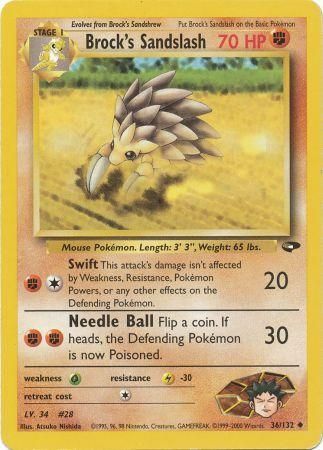 Evolves from Brock's Sandshrew Put Brock's Sandslash on the Basic Pokémon
STAGE 1
Brock's Sandslash 70 HP
Mouse Pokémon. Length: 3' 3", Weight: 65 lbs.
Swift This attack's damage isn't affected
by Weakness, Resistance, Pokémon
Powers, or any other effects on the
Defending Pokémon.
20
Needle Ball Flip a coin. If
heads, the Defending Pokémon
is now Poisoned.
30
weakness resistance -30
retreat cost
LV. 34 #28
Illus. Atsuko Nishida ©1995, 96, 98 Nintendo, Creatures, GAMEFREAK. ©1999-2000 Wizards. 36/132